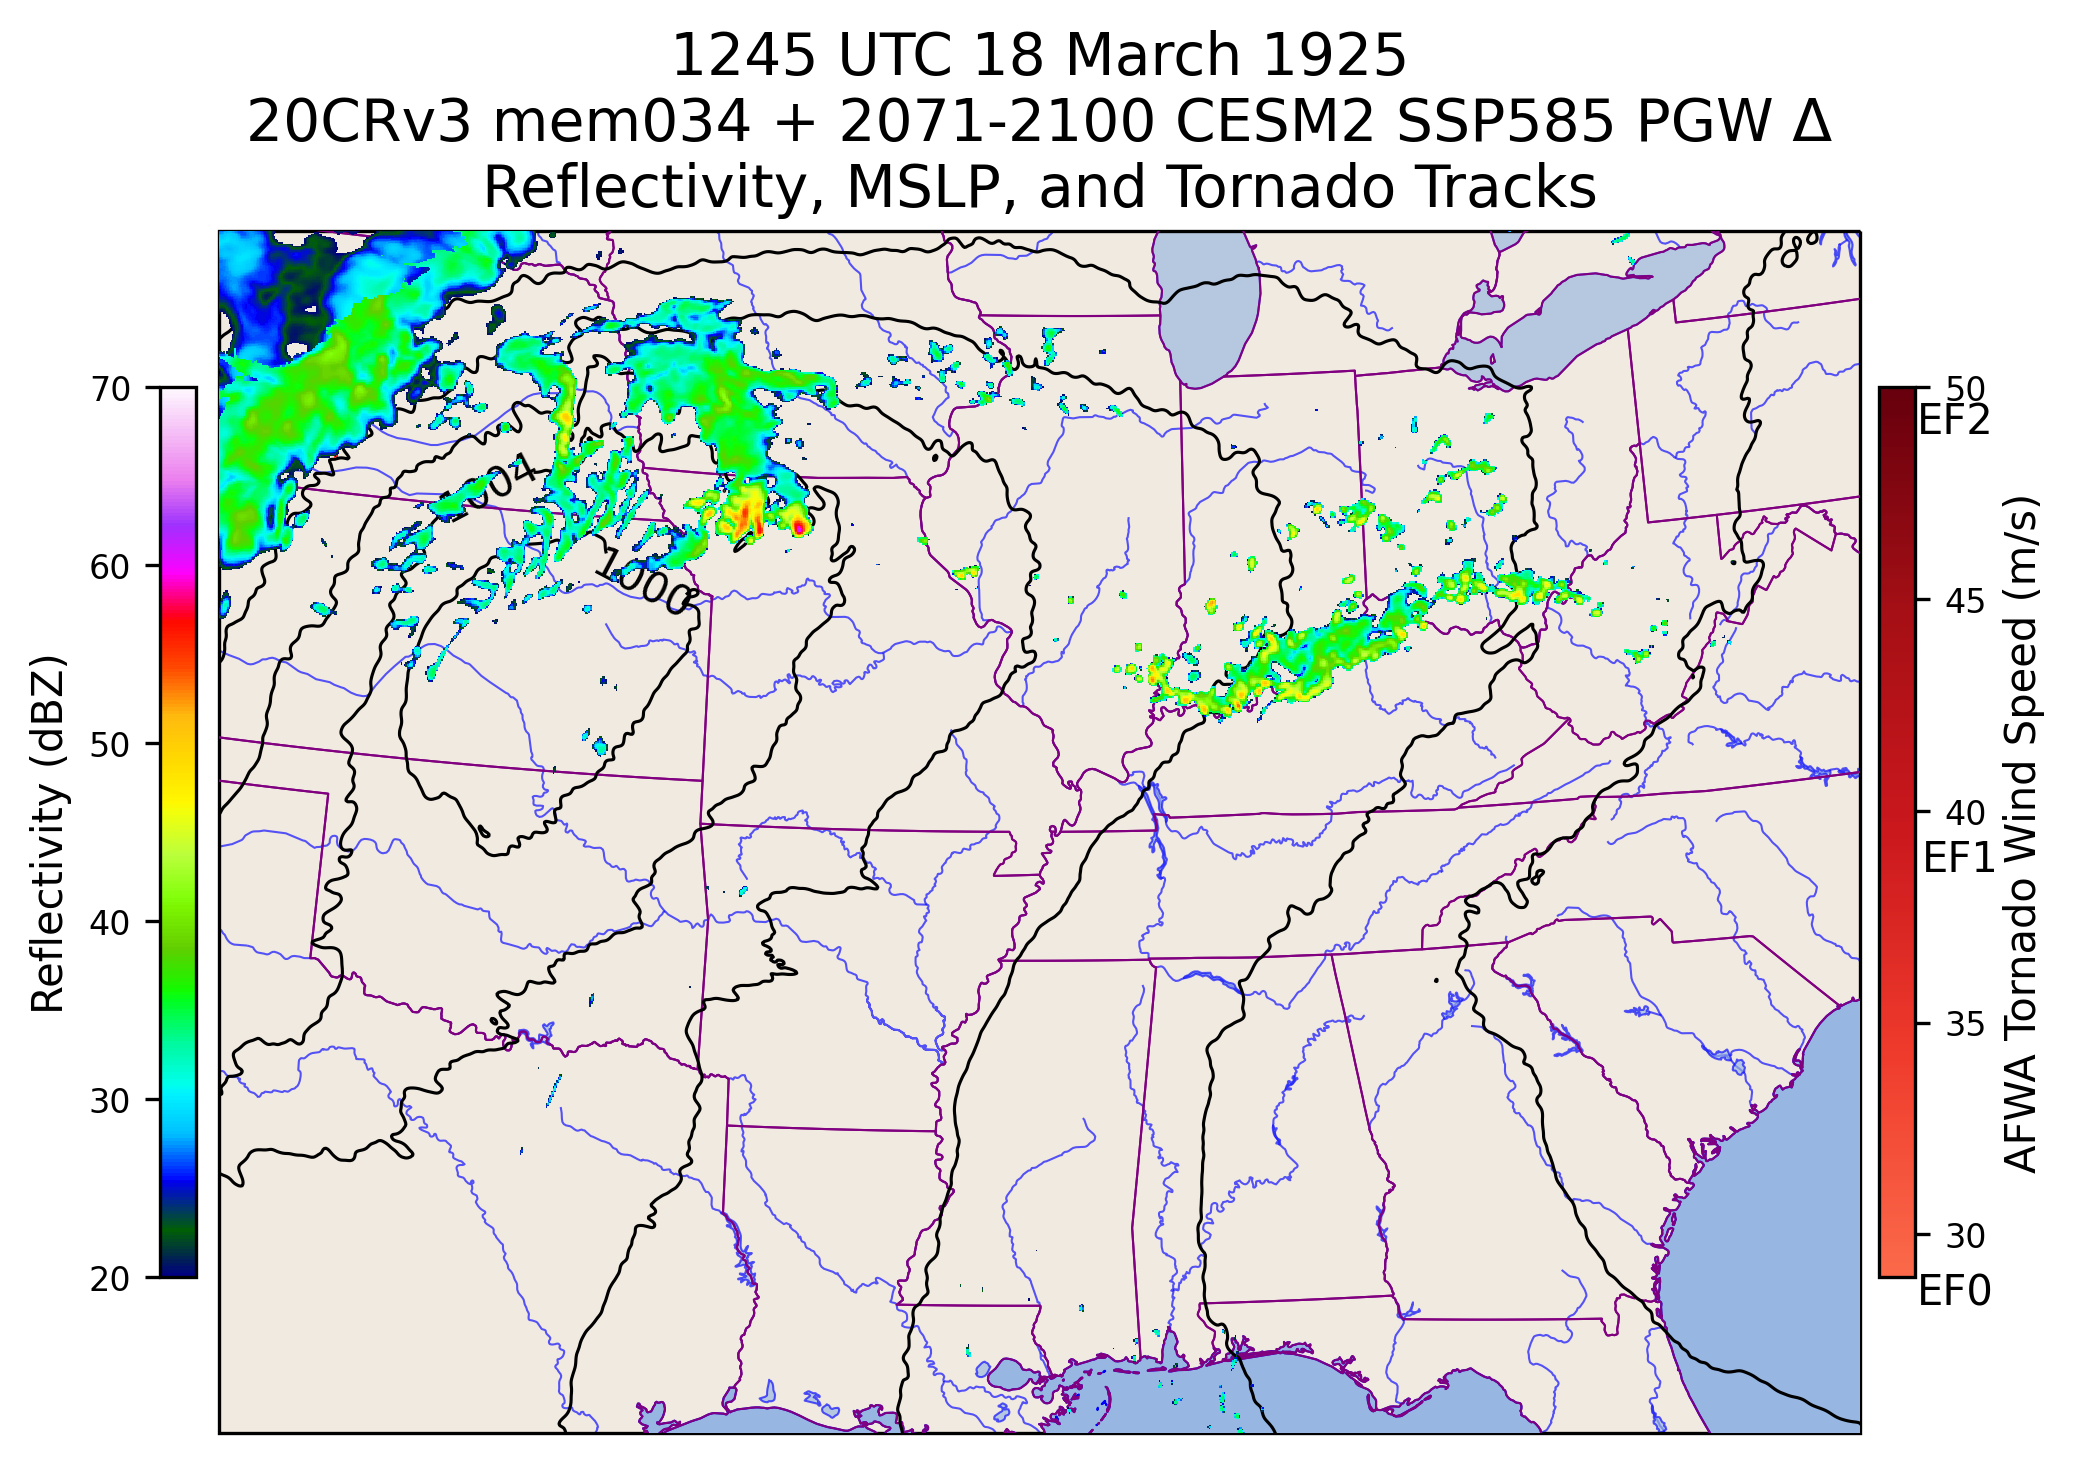 1245 UTC 18 March 1925
20CRv3 mem034 + 2071-2100 CESM2 SSP585 PGW Δ
Reflectivity, MSLP, and Tornado Tracks
70
60
50
40
30
20
Reflectivity (dBZ)
1004
1000
50
EF2
45
40
EF1
35
30
EF0
AFWA Tornado Wind Speed (m/s)